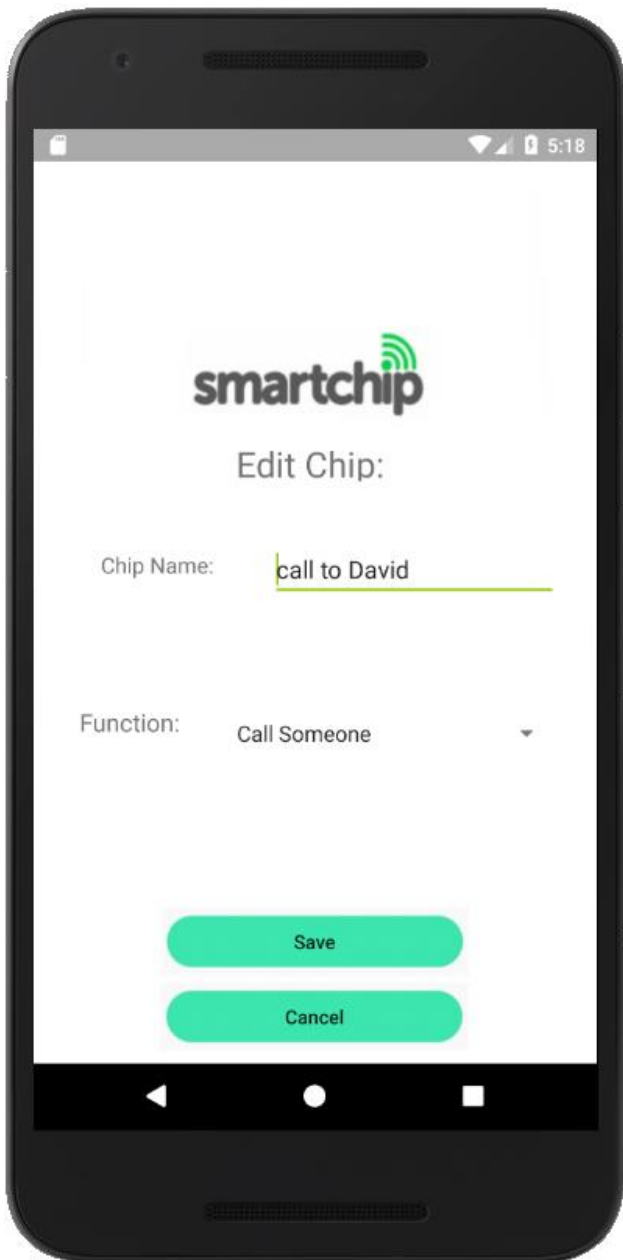 5:18
smartchip
Edit Chip:
Chip Name: call to David
Function: Call Someone
Save
Cancel